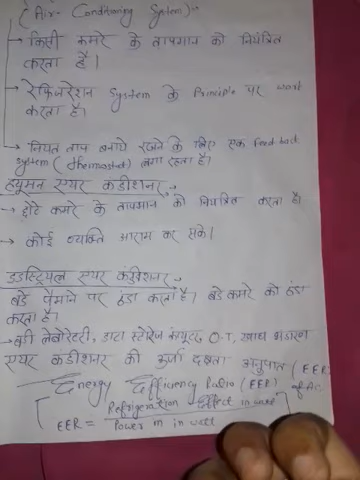 (Air-Conditioning System):-
→ किसी कमरे के तापमान को नियंत्रित
करता है।
→ रेफ्रिजरेशन System के Principle पर work
करता है।
→ नियत ताप बनाये रखने के लिए एक Feed back
System (thermostat) लगा रहता है।
ह्यूमन एयर कंडीशनर :-
→ छोटे कमरे के तापमान को नियंत्रित करता है।
→ कोई व्यक्ति आराम कर सके।
इंडस्ट्रियल एयर कंडीशनर
बड़े पैमाने पर ठंडा करता है। बड़े कमरे को ठंडा
करता है।
→ लेबोरेटरी, डाटा स्टोरेज कंप्यूटर, O.T, खाद्य भंडारण
एयर कंडीशनर की ऊर्जा दक्षता अनुपात (EER)
Energy Efficiency Ratio (EER) of AC
EER = Refrigeration Effect in watt
Power in in watt